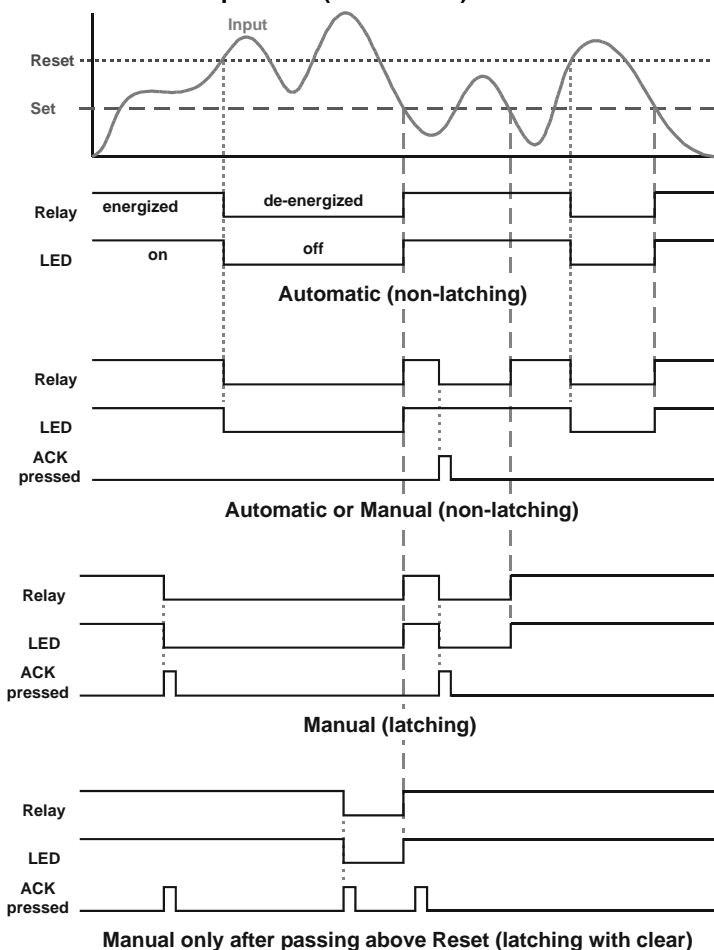 Input
Reset
Set
Relay energized de-energized
LED on off
Automatic (non-latching)
Relay
LED
ACK
pressed
Automatic or Manual (non-latching)
Relay
LED
ACK
pressed
Manual (latching)
Relay
LED
ACK
pressed
Manual only after passing above Reset (latching with clear)